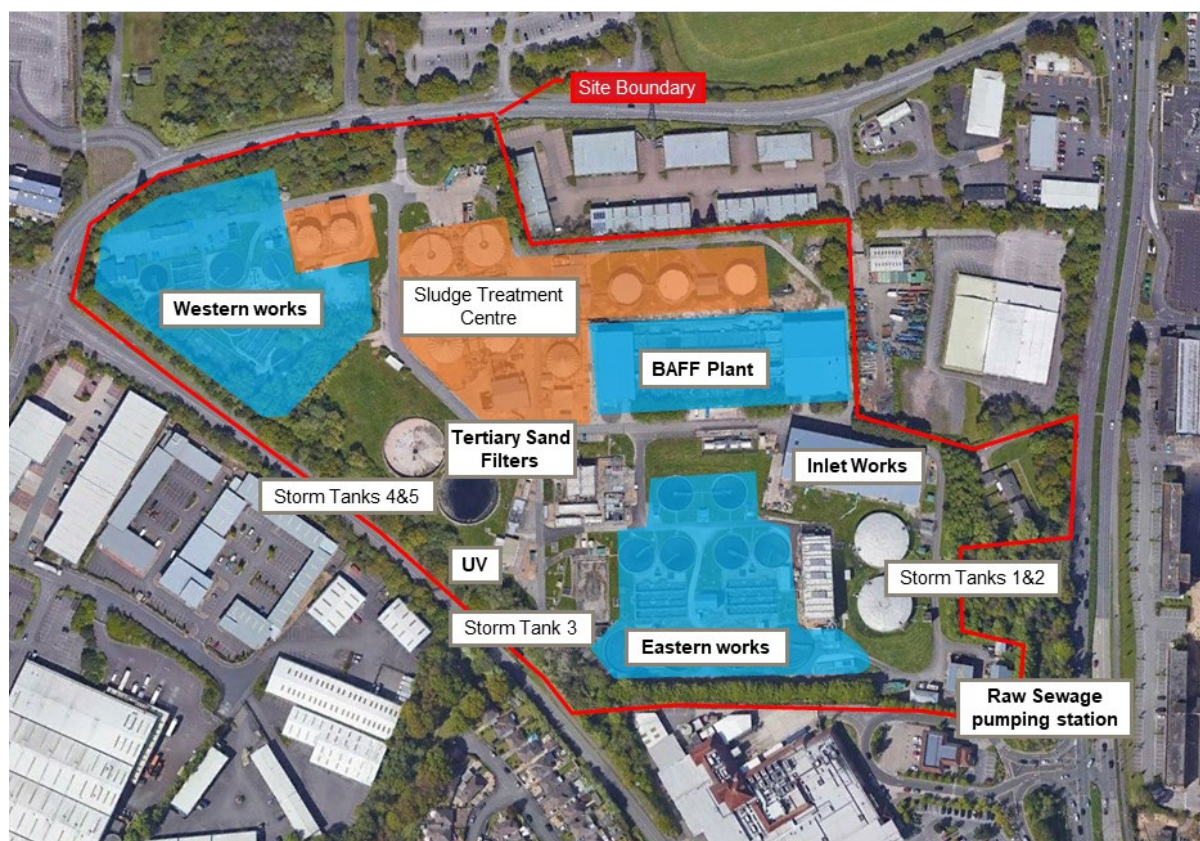 Site Boundary
Western works
Sludge Treatment
Centre
BAFF Plant
Tertiary Sand
Filters
Inlet Works
Storm Tanks 4&5
UV
Storm Tanks 1&2
Storm Tank 3
Eastern works
Raw Sewage
pumping station